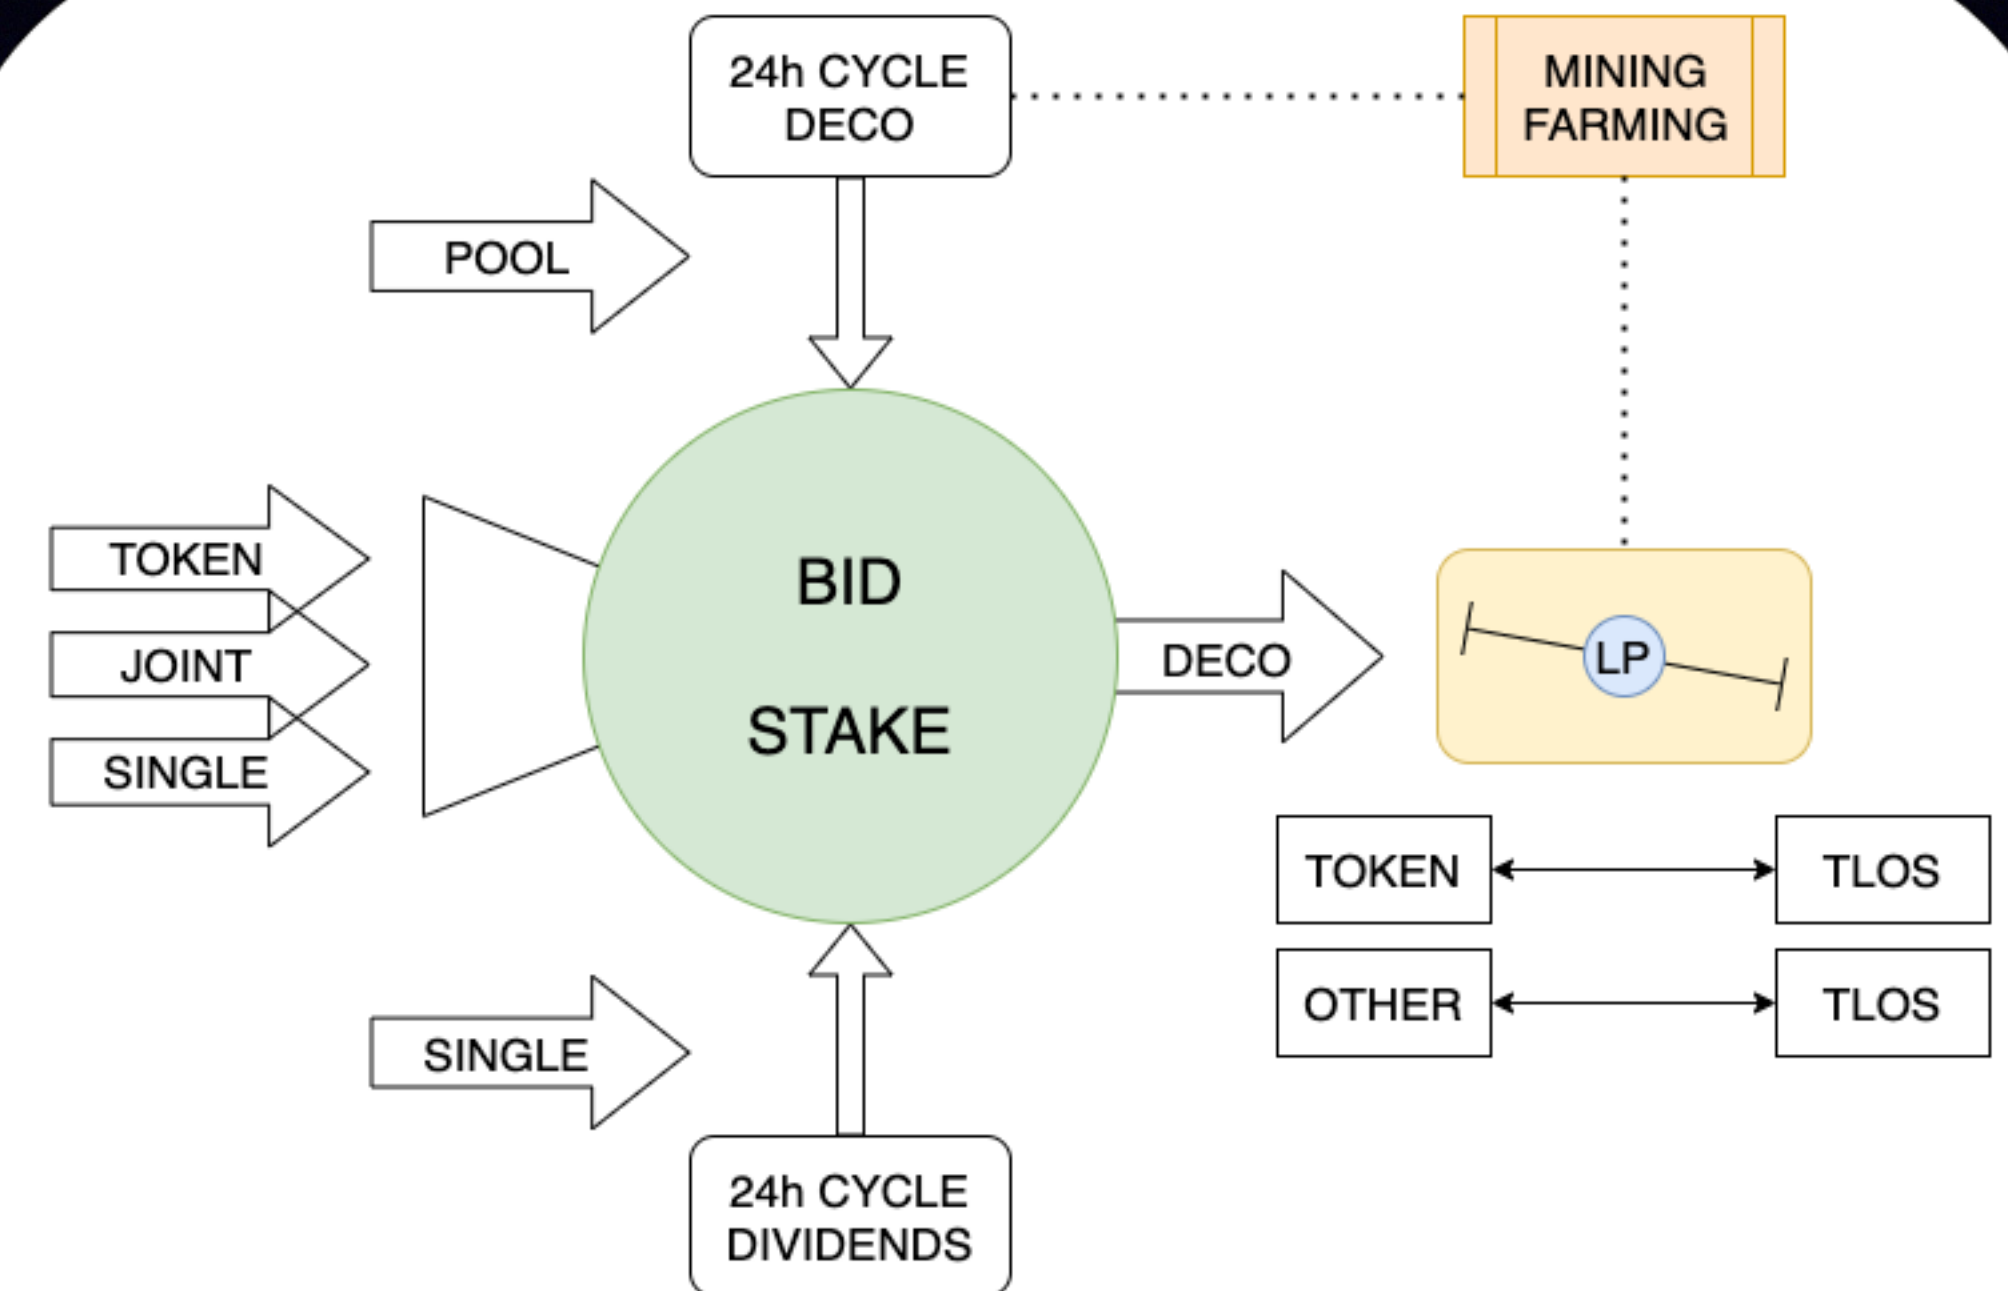 24h CYCLE
DECO
MINING
FARMING
POOL
TOKEN
JOINT
SINGLE
BID
STAKE
DECO
LP
TOKEN
TLOS
OTHER
TLOS
SINGLE
24h CYCLE
DIVIDENDS